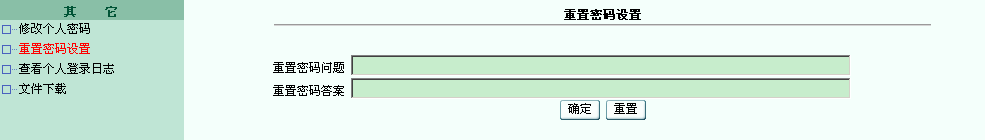 其 它
修改个人密码
重置密码设置
查看个人登录日志
文件下载
重置密码设置
重置密码问题
重置密码答案
确定 重置